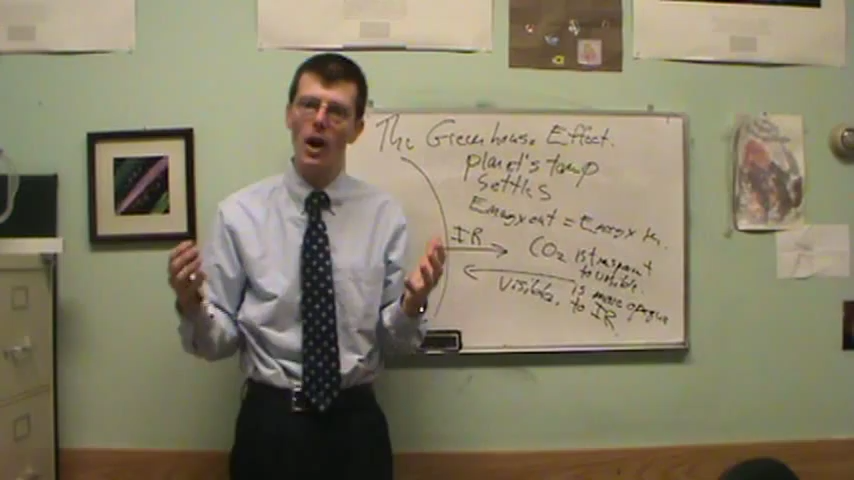 The Greenhouse Effect.
planet's temp
settles
Energy out = Energy in.
IR
CO2 is transparent
to visible.
Visible,
is more opaque
to IR.